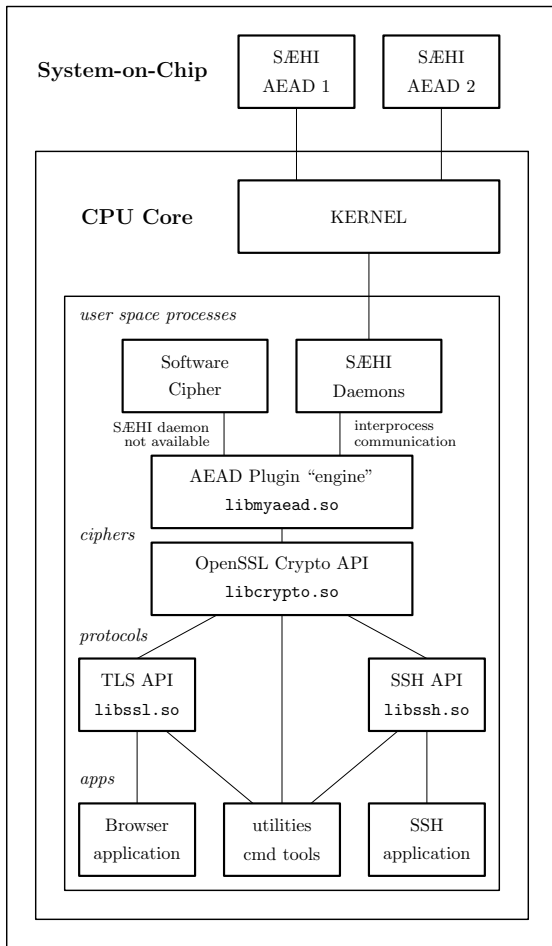 System-on-Chip
SÆHI
AEAD 1
SÆHI
AEAD 2
CPU Core
KERNEL
user space processes
Software
Cipher
SÆHI
Daemons
SÆHI daemon
not available
interprocess
communication
AEAD Plugin “engine”
libmyaead.so
ciphers
OpenSSL Crypto API
libcrypto.so
protocols
TLS API
libssl.so
SSH API
libssh.so
apps
Browser
application
utilities
cmd tools
SSH
application